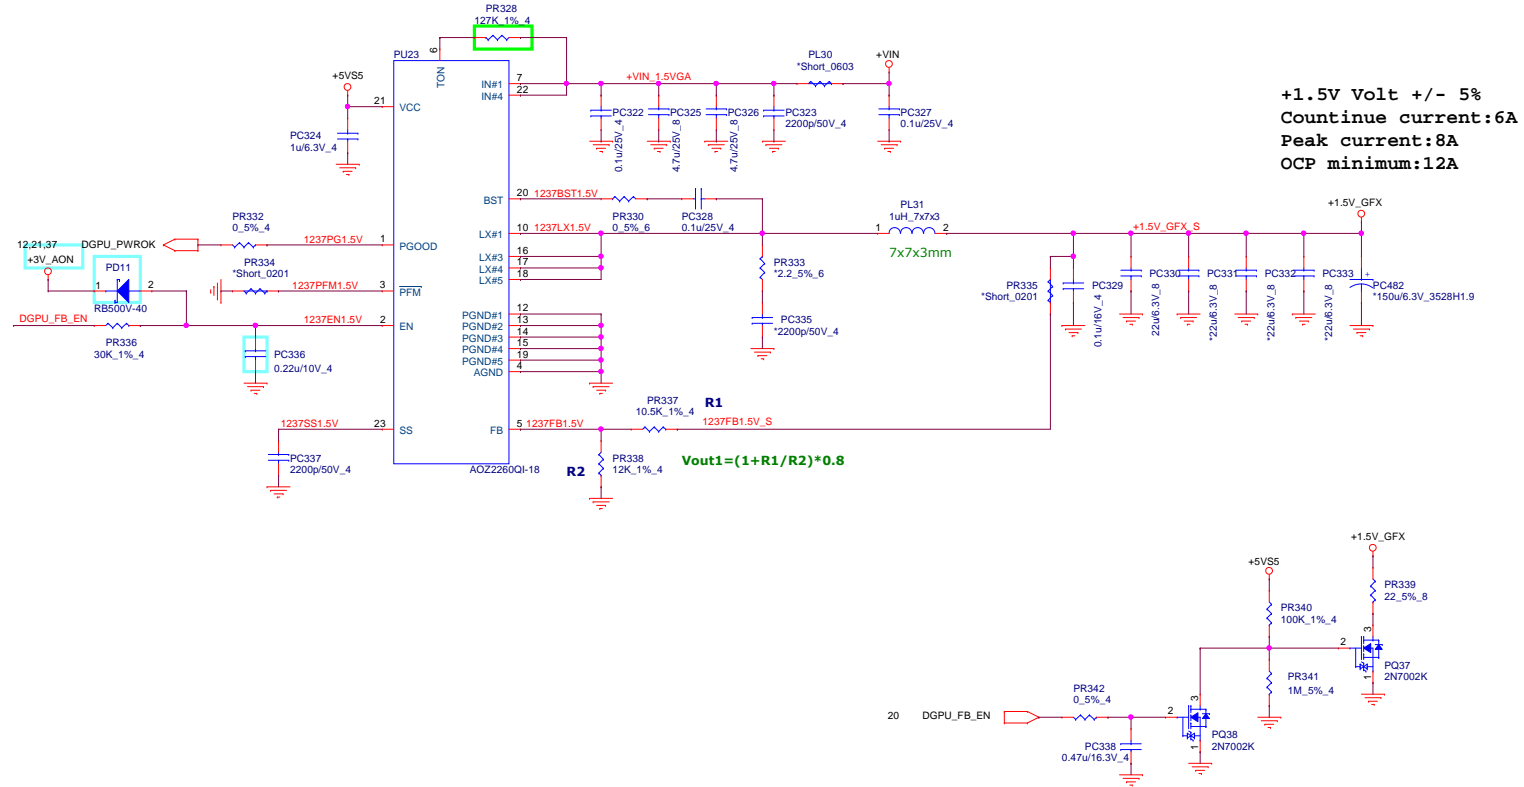 PR328
127K_1%_4
PU23
6
TON
+5VS5
21
VCC
PC324
1u/6.3V_4
IN#1
7
IN#4
22
+VIN_1.5VGA
PL30
*Short_0603
+VIN
PC322
0.1u/25V_4
PC325
4.7u/25V_8
PC326
4.7u/25V_8
PC323
2200p/50V_4
PC327
0.1u/25V_4
+1.5V Volt +/- 5%
Countinue current:6A
Peak current:8A
OCP minimum:12A
BST
20
1237BST1.5V
PR330
0_5%_6
PC328
0.1u/25V_4
LX#1
10
1237LX1.5V
LX#3
16
LX#4
17
LX#5
18
PL31
1uH_7x7x3
1
2
7x7x3mm
+1.5V_GFX_S
+1.5V_GFX
PR333
*2.2_5%_6
PC335
*2200p/50V_4
PR335
*Short_0201
PC329
0.1u/16V_4
PC330
22u/6.3V_8
PC331
*22u/6.3V_8
PC332
*22u/6.3V_8
PC333
*22u/6.3V_8
+
PC482
*150u/6.3V_3528H1.9
PR332
0_5%_4
12,21,37
DGPU_PWROK
1237PG1.5V
1
PGOOD
+3V_AON
PD11
1
2
RB500V-40
PR334
*Short_0201
1237PFM1.5V
3
PFM
DGPU_FB_EN
PR336
30K_1%_4
1237EN1.5V
2
EN
PC336
0.22u/10V_4
PGND#1
12
PGND#2
13
PGND#3
14
PGND#4
15
PGND#5
19
AGND
4
1237SS1.5V
23
SS
PC337
2200p/50V_4
FB
5
1237FB1.5V
PR337
10.5K_1%_4
R1
1237FB1.5V_S
AOZ2260QI-18
R2
PR338
12K_1%_4
Vout1=(1+R1/R2)*0.8
+1.5V_GFX
+5VS5
PR339
22_5%_8
PR340
100K_1%_4
2
3
1
PQ37
2N7002K
PR341
1M_5%_4
20
DGPU_FB_EN
PR342
0_5%_4
2
3
1
PQ38
2N7002K
PC338
0.47u/16.3V_4